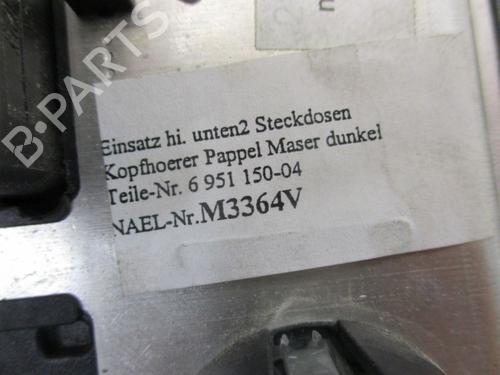 Einsatz hi. unten2 Steckdosen
Kopfhoerer Pappel Maser dunkel
Teile-Nr. 6 951 150-04
NAEL-Nr.M3364V
B-PARTS